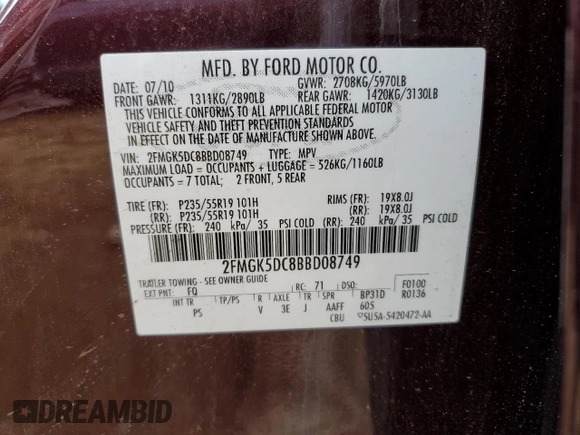 MFD. BY FORD MOTOR CO.
DATE: 07/10 GVWR: 2708KG/5970LB
FRONT GAWR: 1311KG/2890LB REAR GAWR: 1420KG/3130LB
THIS VEHICLE CONFORMS TO ALL APPLICABLE FEDERAL MOTOR
VEHICLE SAFETY AND THEFT PREVENTION STANDARDS
IN EFFECT ON THE DATE OF MANUFACTURE SHOWN ABOVE.
VIN: 2FMGK5DC8BBD08749 TYPE: MPV
MAXIMUM LOAD = OCCUPANTS + LUGGAGE = 526KG/1160LB
OCCUPANTS = 7 TOTAL; 2 FRONT, 5 REAR
TIRE (FR): P235/55R19 101H RIMS (FR): 19X8.0J
(RR): P235/55R19 101H (RR): 19X8.0J
PRESSURE (FR): 240 kPa/ 35 PSI COLD (RR): 240 kPa/ 35 PSI COLD
2FMGK5DC8BBD08749
TRAILER TOWING - SEE OWNER GUIDE
EXT PNT: FQ RC: 71 DSO: F0100
INT TR TP/PS R AXLE TR SPR BP31D R0136
PS V 3E J AAFF 605
CBU 5U5A-5420472-AA
DREAMBID